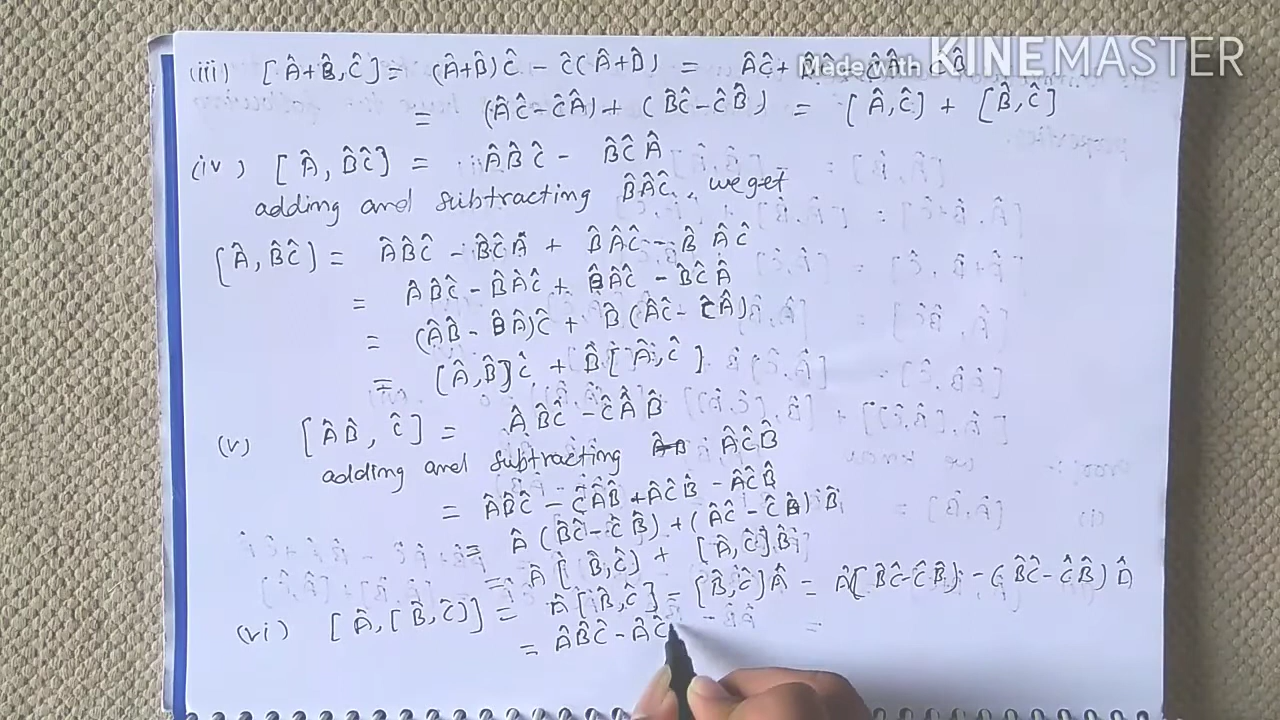 Made with KINEMASTER
(iii) [Â+B̂,Ĉ] = (Â+B̂)Ĉ - Ĉ(Â+B̂) = ÂĈ+
= (ÂĈ-ĈÂ)+(B̂Ĉ-ĈB̂) = [Â,Ĉ] + [B̂,Ĉ]
(iv) [Â,B̂Ĉ] = ÂB̂Ĉ - B̂ĈÂ
adding and subtracting B̂ÂĈ, we get
[Â,B̂Ĉ) = ÂB̂Ĉ - B̂ĈÂ + B̂ÂĈ - B̂ÂĈ
= ÂB̂Ĉ - B̂ÂĈ + B̂ÂĈ - B̂ĈÂ
= (ÂB̂ - B̂Â)Ĉ + B̂(ÂĈ - ĈÂ)
= [Â,B̂]Ĉ + B̂[Â,Ĉ]
(v) [ÂB̂, Ĉ] = ÂB̂Ĉ - ĈÂB̂
adding and subtracting ÂĈB̂
= ÂB̂Ĉ - ĈÂB̂ + ÂĈB̂ - ÂĈB̂
= Â(B̂Ĉ - ĈB̂) + (ÂĈ - ĈÂ)B̂
= Â[B̂,Ĉ) + [Â,Ĉ]B̂
(vi) [Â,[B̂,Ĉ)] = Â[B̂,Ĉ] - [B̂,Ĉ)Â = Â[B̂Ĉ-ĈB̂) - (B̂Ĉ-ĈB̂)Â
= ÂB̂Ĉ - ÂĈ =